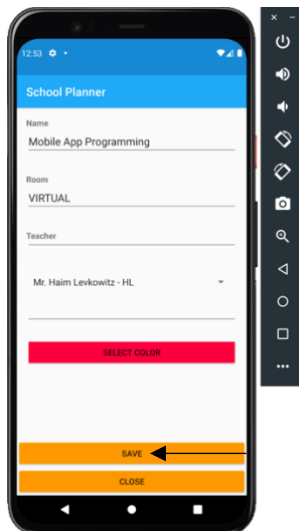 12:53
School Planner
Name
Mobile App Programming
Room
VIRTUAL
Teacher
Mr. Haim Levkowitz - HL
SELECT COLOR
SAVE
CLOSE